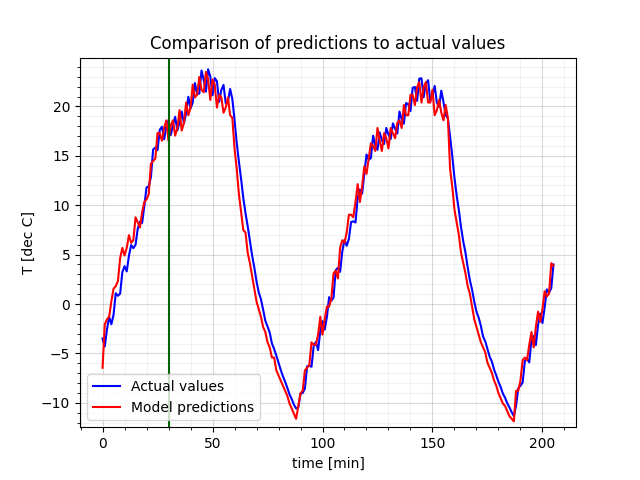 Comparison of predictions to actual values
T [dec C]
20
15
10
5
0
−5
−10
Actual values
Model predictions
0 50 100 150 200
time [min]